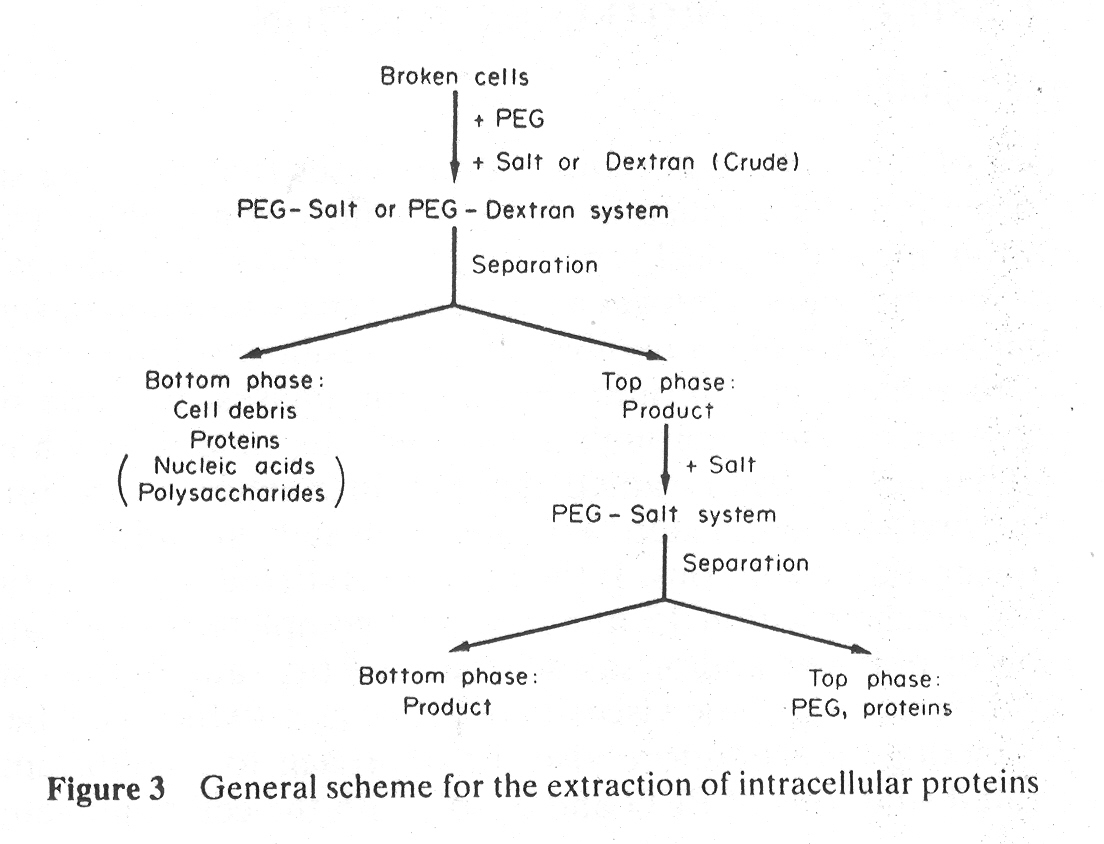 Broken cells
+ PEG
+ Salt or Dextran (Crude)
PEG-Salt or PEG-Dextran system
Separation
Bottom phase:
Cell debris
Proteins
(Nucleic acids
Polysaccharides)
Top phase:
Product
+ Salt
PEG-Salt system
Separation
Bottom phase:
Product
Top phase:
PEG, proteins
Figure 3 General scheme for the extraction of intracellular proteins